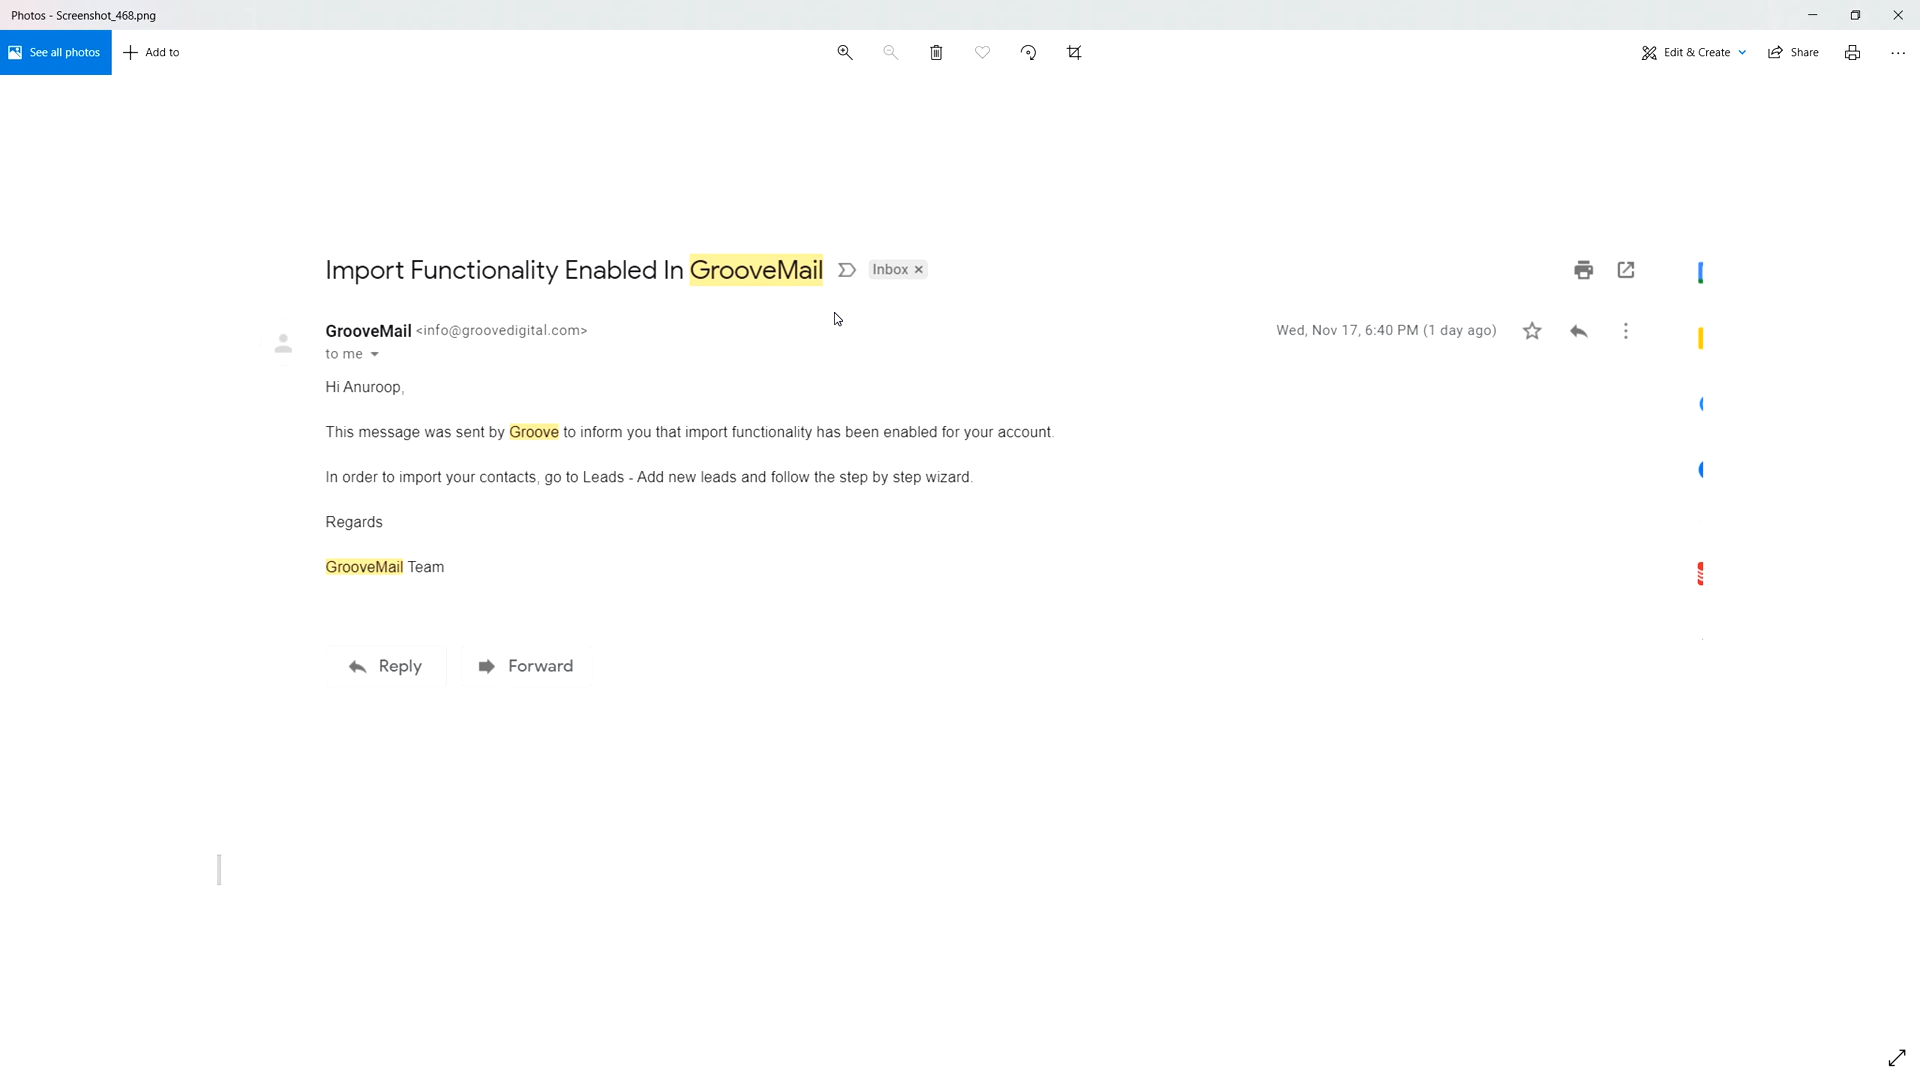 Photos - Screenshot_468.png
See all photos
Add to
Edit & Create
Share
Import Functionality Enabled In GrooveMail
Inbox ×
GrooveMail <info@groovedigital.com>
Wed, Nov 17, 6:40 PM (1 day ago)
to me
Hi Anuroop,
This message was sent by Groove to inform you that import functionality has been enabled for your account.
In order to import your contacts, go to Leads - Add new leads and follow the step by step wizard.
Regards
GrooveMail Team
Reply
Forward